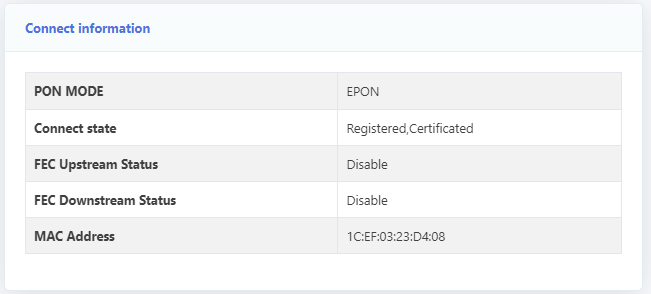 Connect information
PON MODE EPON
Connect state Registered,Certificated
FEC Upstream Status Disable
FEC Downstream Status Disable
MAC Address 1C:EF:03:23:D4:08